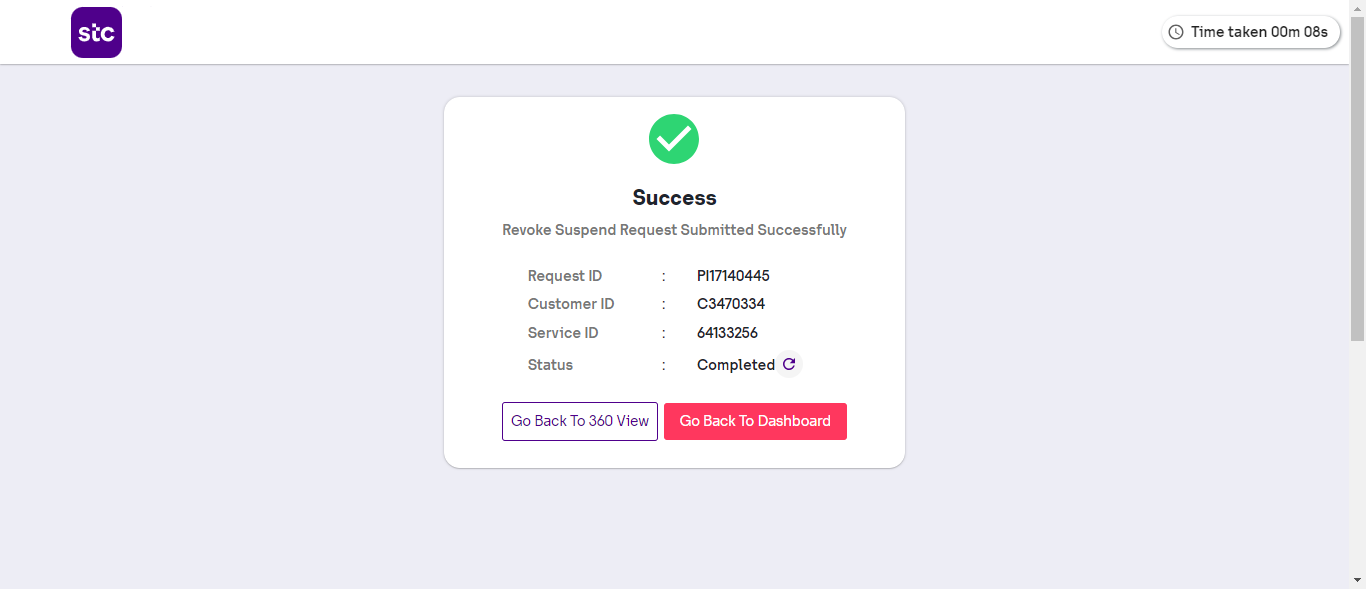 stc
Time taken 00m 08s
Success
Revoke Suspend Request Submitted Successfully
Request ID : PI17140445
Customer ID : C3470334
Service ID : 64133256
Status : Completed
Go Back To 360 View Go Back To Dashboard